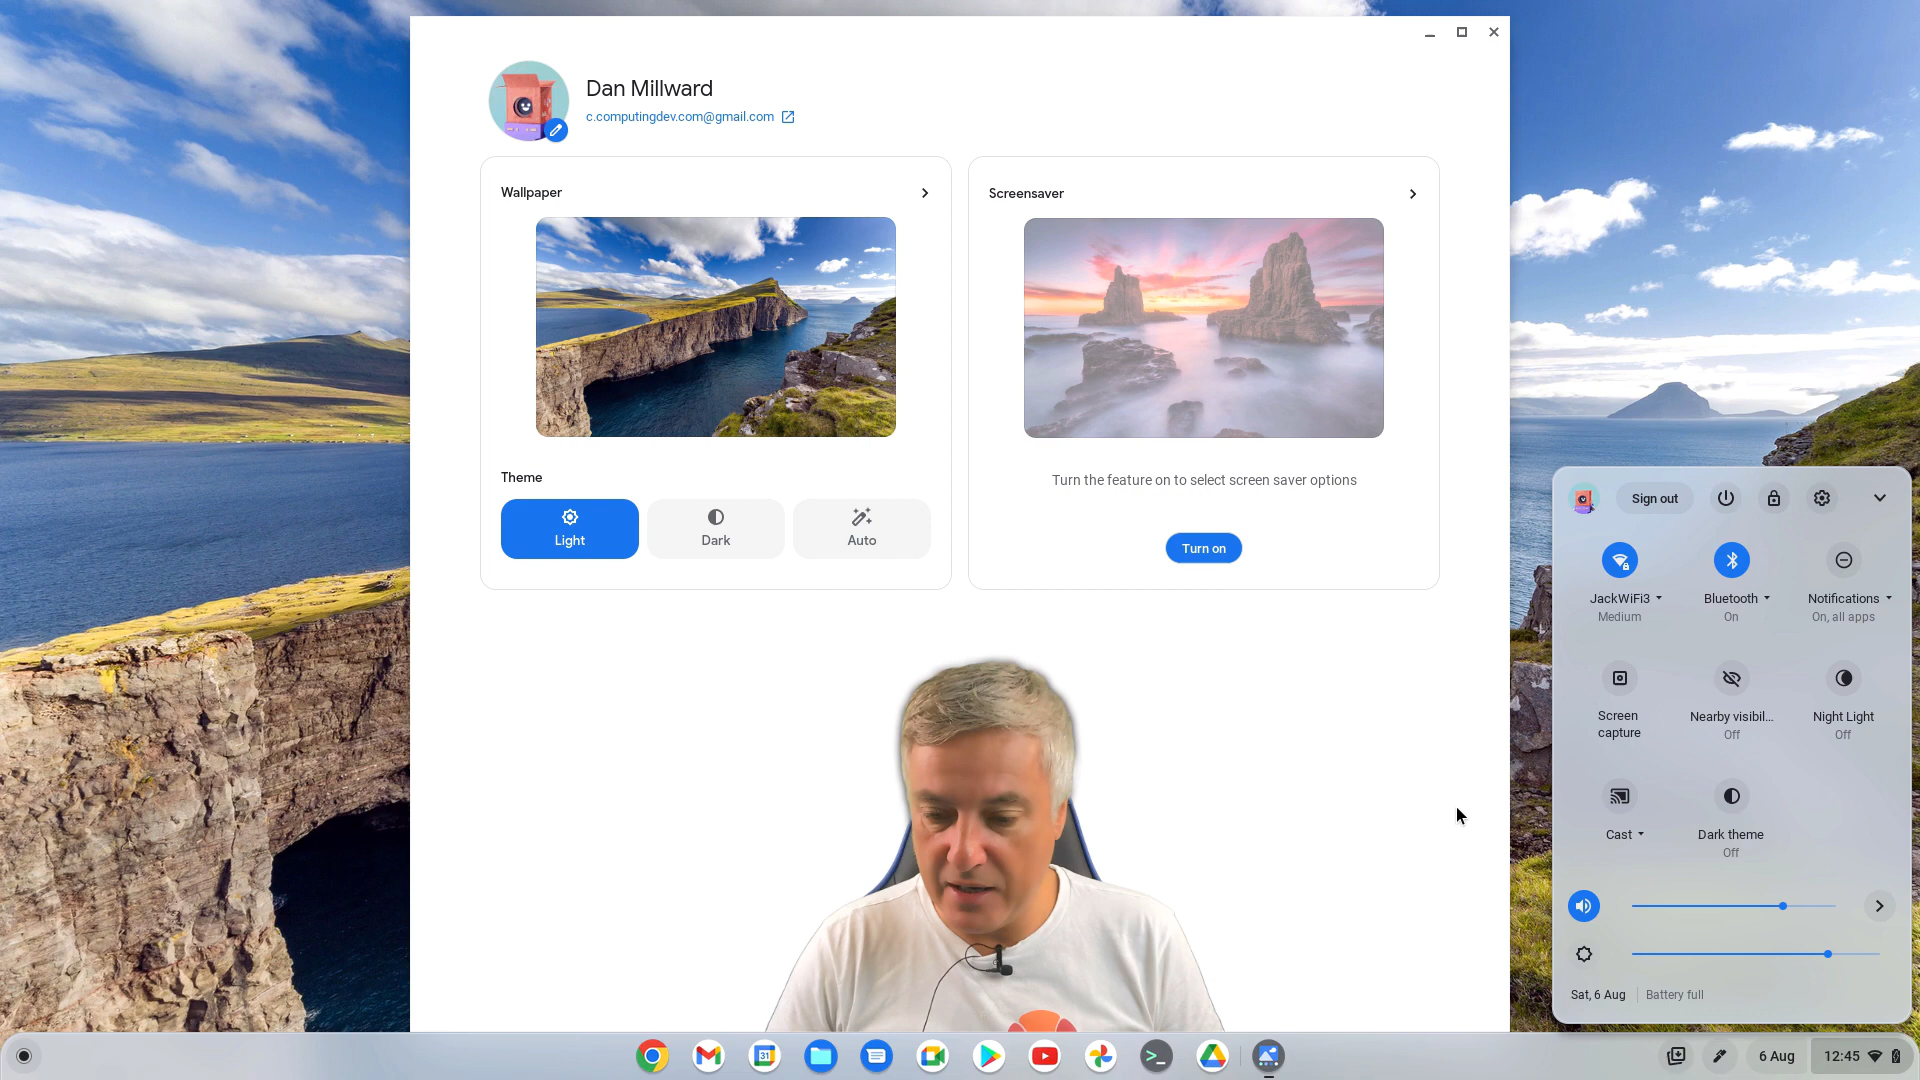 Dan Millward
c.computingdev.com@gmail.com
Wallpaper
Screensaver
Theme
Light
Dark
Auto
Turn the feature on to select screen saver options
Turn on
Sign out
JackWiFi3
Medium
Bluetooth
On
Notifications
On, all apps
Screen
capture
Nearby visibil...
Off
Night Light
Off
Cast
Dark theme
Off
Sat, 6 Aug
Battery full
31
6 Aug
12:45